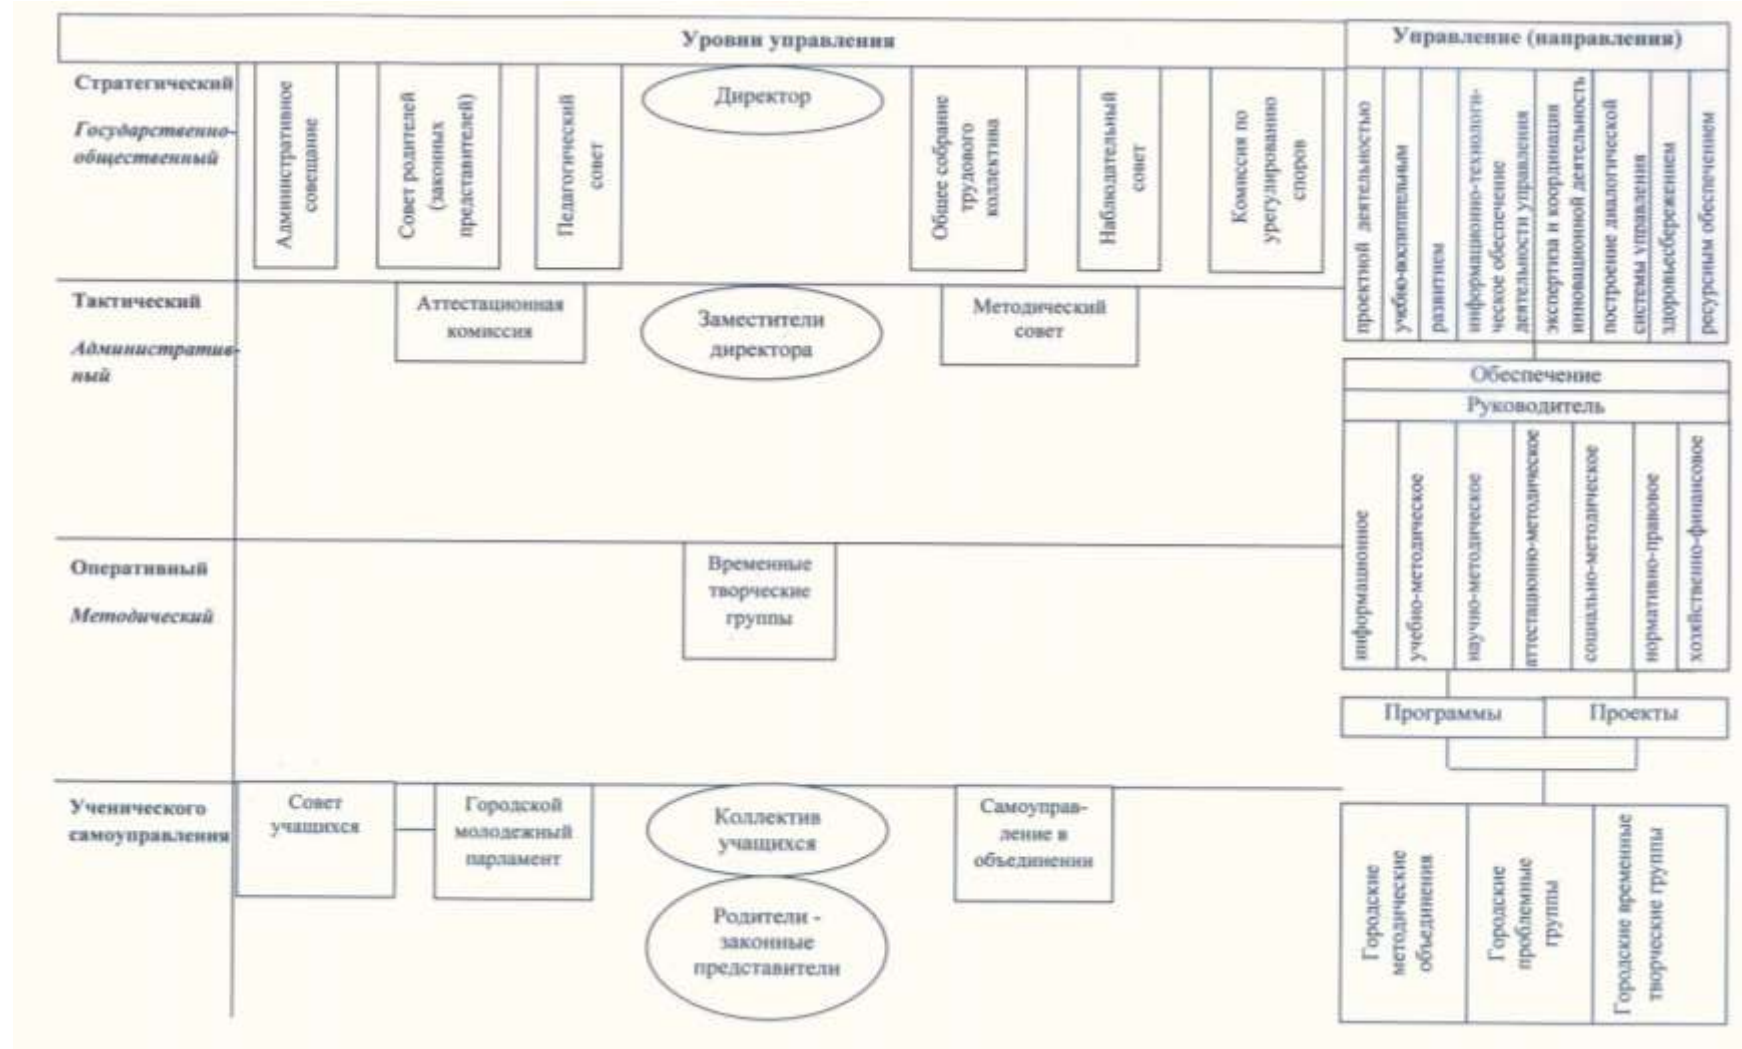 Уровни управления
Управление (направления)
Стратегический
Государственно-
общественный
Административное
совещание
Совет родителей
(законных
представителей)
Педагогический
совет
Директор
Общее собрание
трудового
коллектива
Наблюдательный
совет
Комиссия по
урегулированию
споров
проектной деятельностью
учебно-воспитательным
развитием
информационно-технологи-
ческое обеспечение
деятельности управления
экспертиза и координация
инновационной деятельность
построение диалогической
системы управления
здоровьесбережением
ресурсным обеспечением
Тактический
Административ-
ный
Аттестационная
комиссия
Заместители
директора
Методический
совет
Обеспечение
Руководитель
информационное
учебно-методическое
научно-методическое
аттестационно-методическое
социально-методическое
нормативно-правовое
хозяйственно-финансовое
Оперативный
Методический
Временные
творческие
группы
Программы
Проекты
Ученического
самоуправления
Совет
учащихся
Городской
молодежный
парламент
Коллектив
учащихся
Самоуправ-
ление в
объединении
Родители -
законные
представители
Городские
методические
объединения
Городские
проблемные
группы
Городские временные
творческие группы